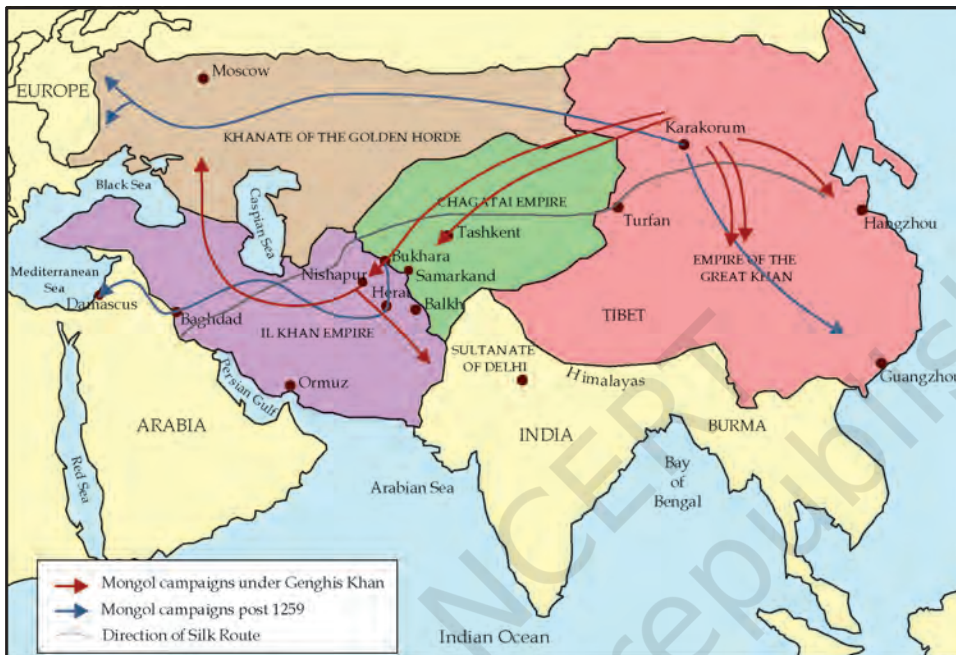 Moscow
EUROPE
KHANATE OF THE GOLDEN HORDE
Karakorum
Black Sea
Caspian Sea
CHAGATAI EMPIRE
Turfan
Hangzhou
Tashkent
Bukhara
EMPIRE OF THE
GREAT KHAN
Mediterranean
Sea
Nishapur
Samarkand
Damascus
Herat
Balkh
Baghdad
IL KHAN EMPIRE
TIBET
SULTANATE
OF DELHI
Himalayas
Guangzhou
Persian Gulf
Ormuz
ARABIA
INDIA
BURMA
Red Sea
Arabian Sea
Bay
of
Bengal
Mongol campaigns under Genghis Khan
Mongol campaigns post 1259
Direction of Silk Route
Indian Ocean
NCERT
republish